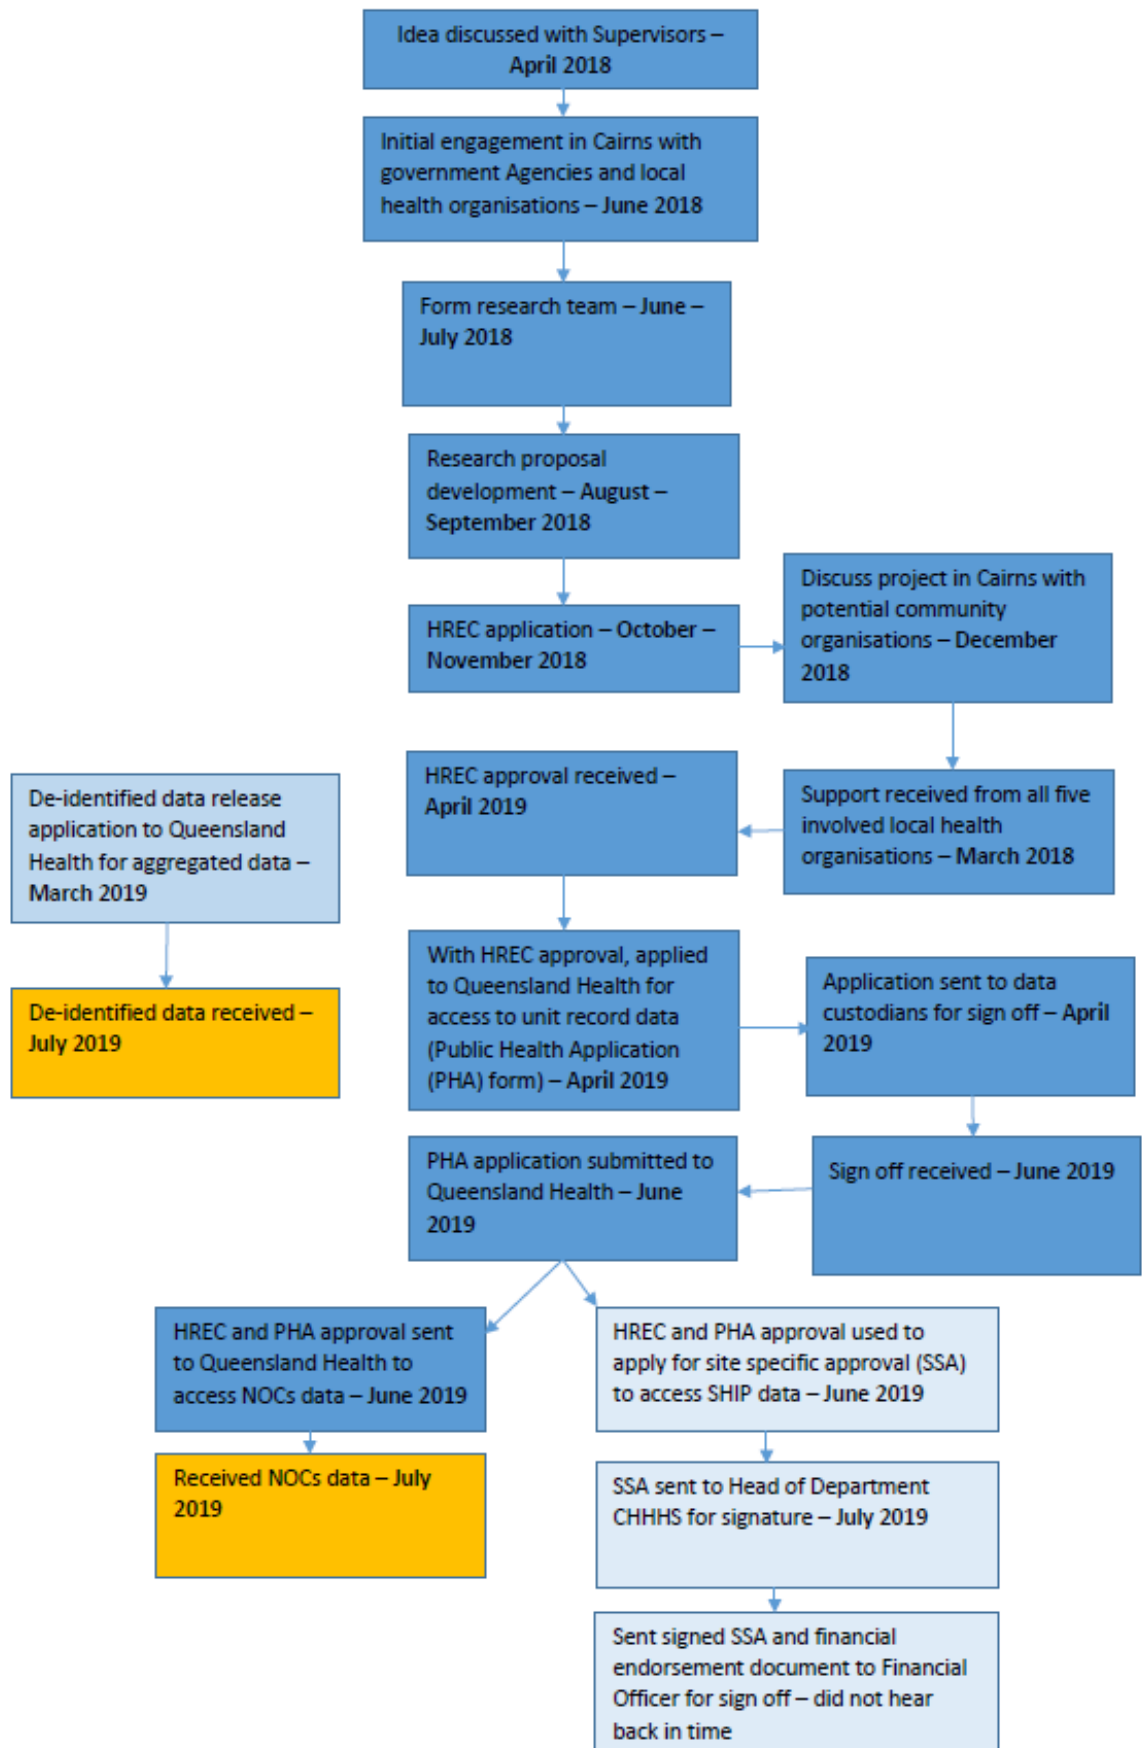 Idea discussed with Supervisors –
April 2018
Initial engagement in Cairns with
government Agencies and local
health organisations – June 2018
Form research team – June –
July 2018
Research proposal
development – August –
September 2018
HREC application – October –
November 2018
Discuss project in Cairns with
potential community
organisations – December
2018
Support received from all five
involved local health
organisations – March 2018
HREC approval received –
April 2019
De-identified data release
application to Queensland
Health for aggregated data –
March 2019
De-identified data received –
July 2019
With HREC approval, applied
to Queensland Health for
access to unit record data
(Public Health Application
(PHA) form) – April 2019
Application sent to data
custodians for sign off – April
2019
Sign off received – June 2019
PHA application submitted to
Queensland Health – June
2019
HREC and PHA approval sent
to Queensland Health to
access NOCs data – June 2019
Received NOCs data – July
2019
HREC and PHA approval used to
apply for site specific approval (SSA)
to access SHIP data – June 2019
SSA sent to Head of Department
CHHHS for signature – July 2019
Sent signed SSA and financial
endorsement document to Financial
Officer for sign off – did not hear
back in time